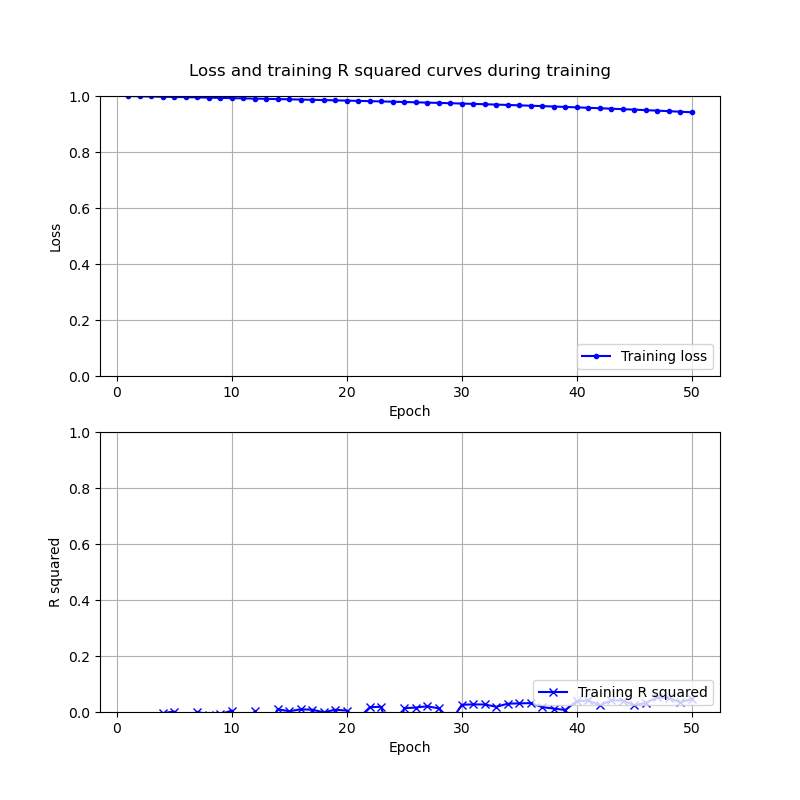 Loss and training R squared curves during training
1.0
0.8
0.6
0.4
0.2
0.0
Loss
Training loss
0 10 20 30 40 50
Epoch
1.0
0.8
0.6
0.4
0.2
0.0
R squared
Training R squared
0 10 20 30 40 50
Epoch